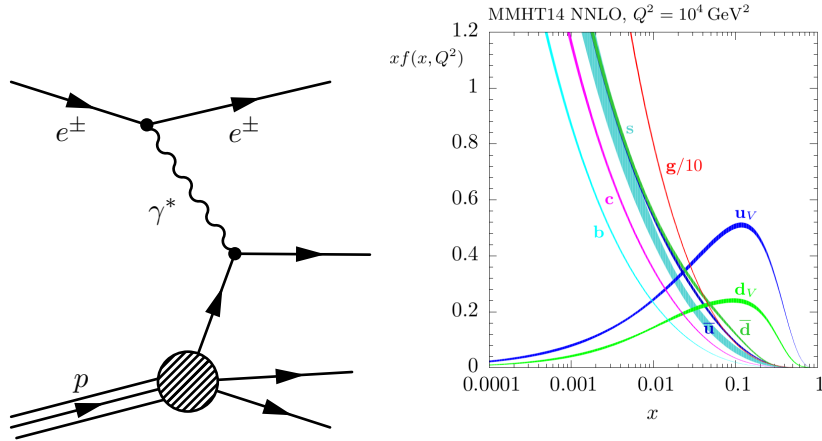 e±
e±
γ*
p
MMHT14 NNLO, Q² = 10⁴ GeV²
xf(x, Q²)
1.2
1
0.8
0.6
0.4
0.2
0
s
g/10
c
b
u_V
d_V
u̅
d̅
0.0001
0.001
0.01
0.1
1
x